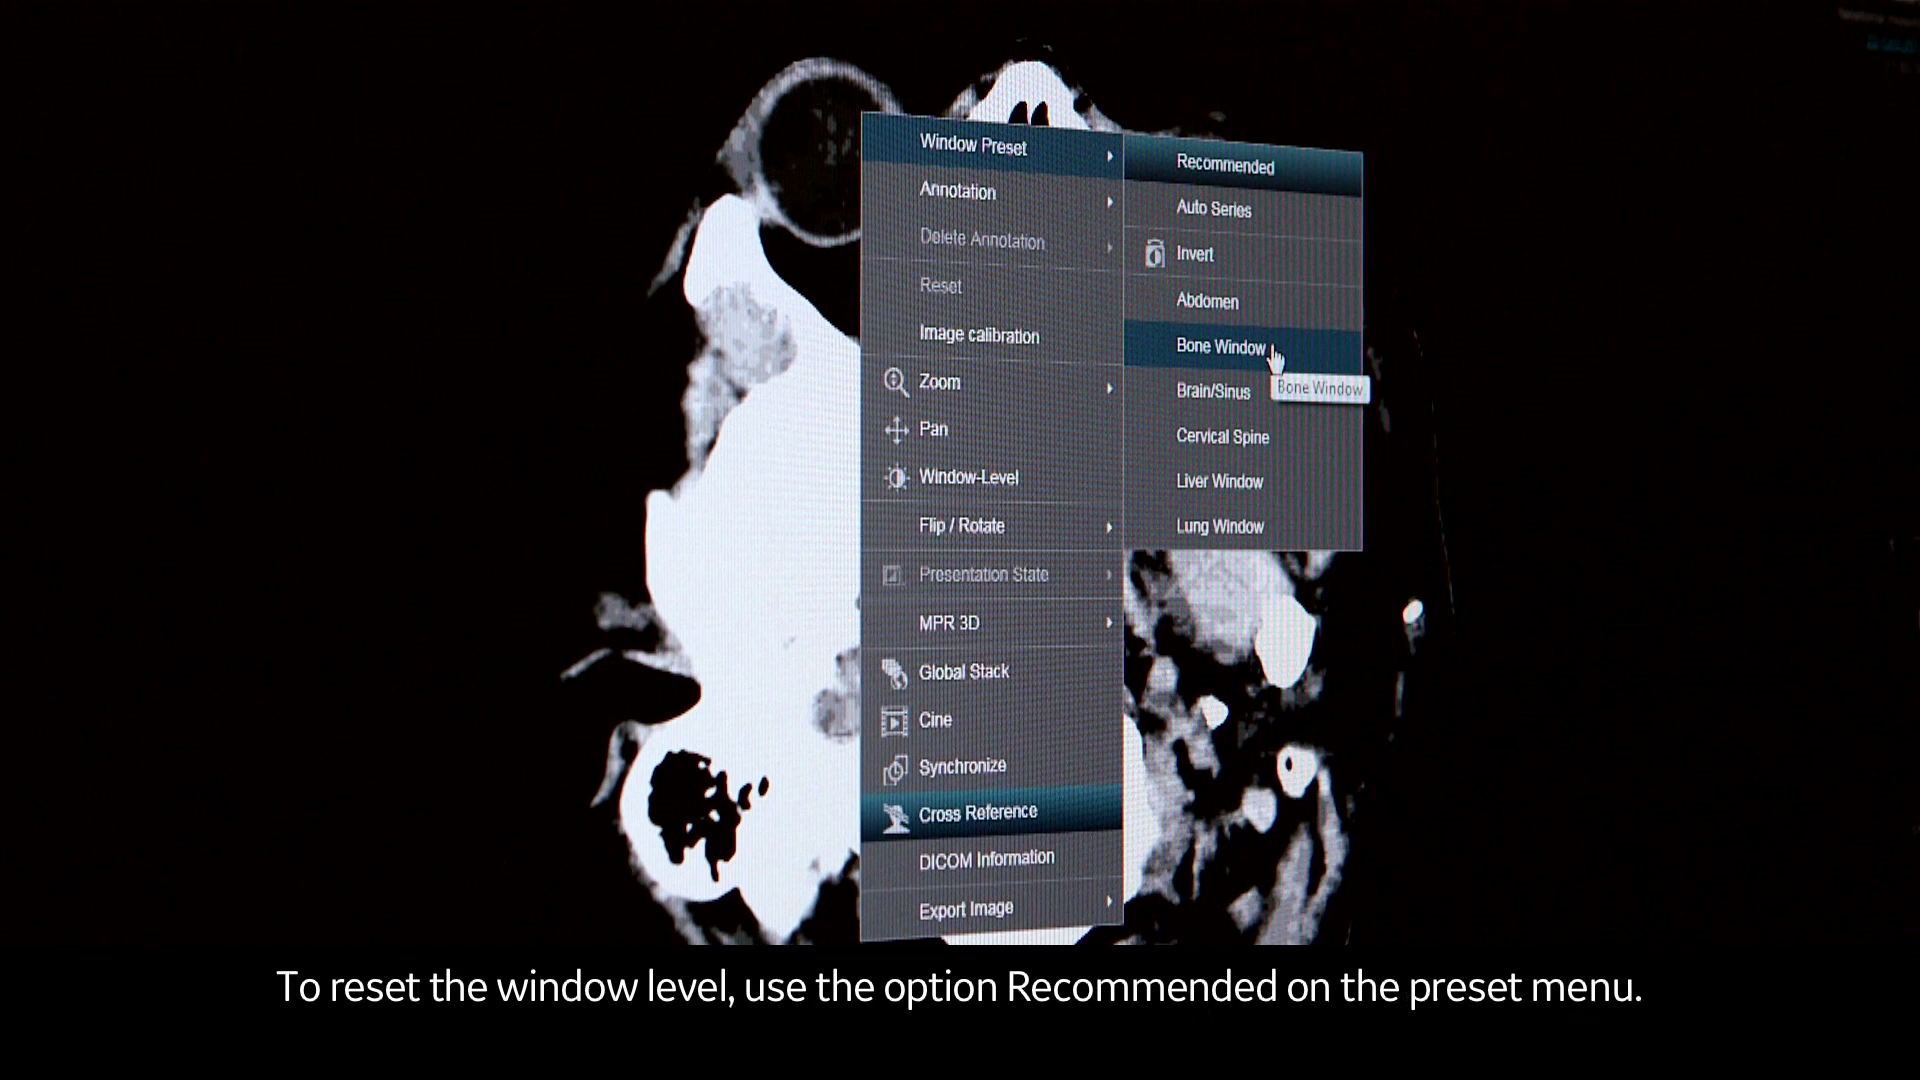 Window Preset
Annotation
Delete Annotation
Reset
Image calibration
Zoom
Pan
Window-Level
Flip / Rotate
Presentation State
MPR 3D
Global Stack
Cine
Synchronize
Cross Reference
DICOM Information
Export Image
Recommended
Auto Series
Invert
Abdomen
Bone Window
Bone Window
Brain/Sinus
Cervical Spine
Liver Window
Lung Window
To reset the window level, use the option Recommended on the preset menu.